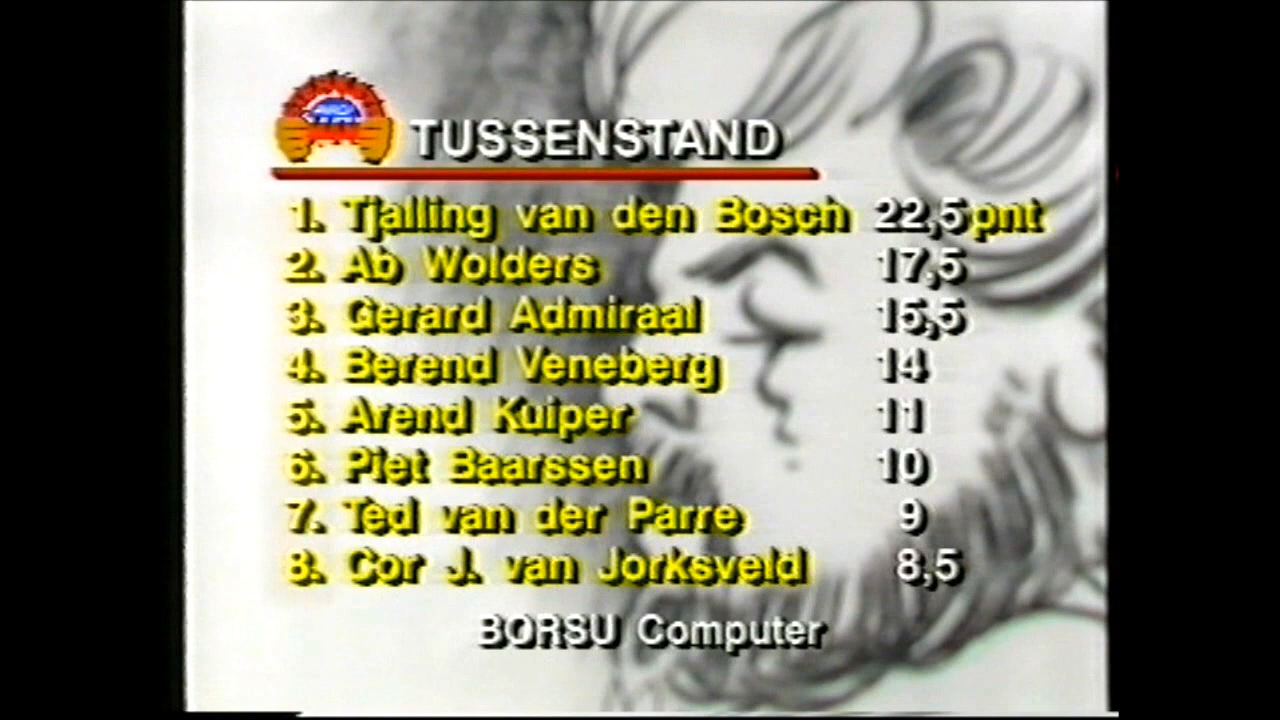 TUSSENSTAND
1. Tjalling van den Bosch 22,5 pnt
2. Ab Wolders 17,5
3. Gerard Admiraal 15,5
4. Berend Veneberg 14
5. Arend Kuiper 11
6. Piet Baarssen 10
7. Ted van der Parre 9
8. Cor J. van Jorksveld 8,5
BORSU Computer